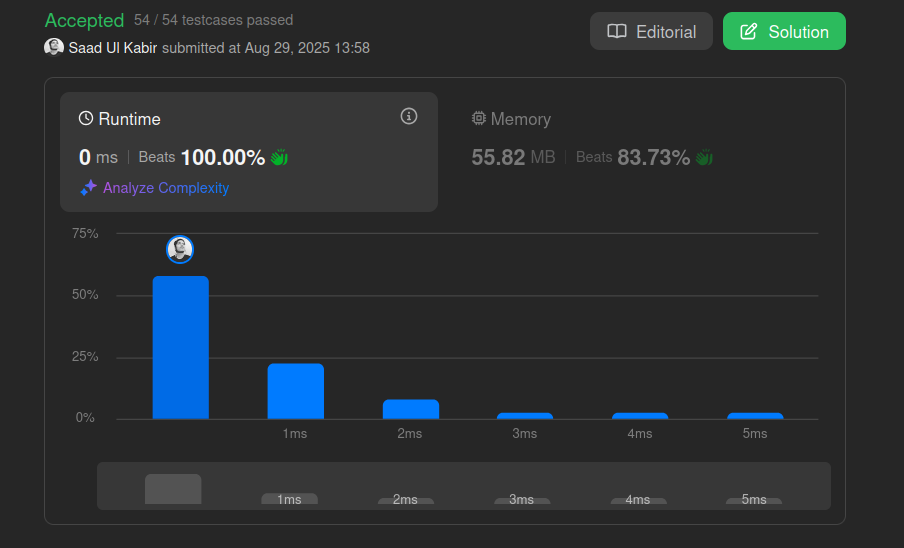 Accepted 54 / 54 testcases passed
Saad Ul Kabir submitted at Aug 29, 2025 13:58
Editorial
Solution
Runtime
0 ms | Beats 100.00%
Analyze Complexity
Memory
55.82 MB | Beats 83.73%
75%
50%
25%
0%
1ms 2ms 3ms 4ms 5ms
1ms 2ms 3ms 4ms 5ms